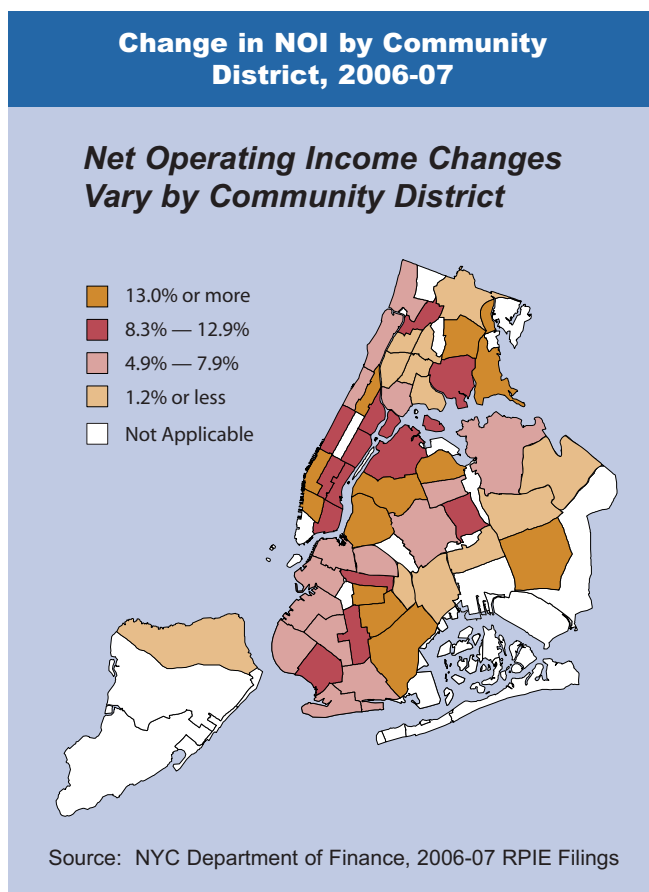 Change in NOI by Community
District, 2006-07
Net Operating Income Changes
Vary by Community District
13.0% or more
8.3% — 12.9%
4.9% — 7.9%
1.2% or less
Not Applicable
Source: NYC Department of Finance, 2006-07 RPIE Filings